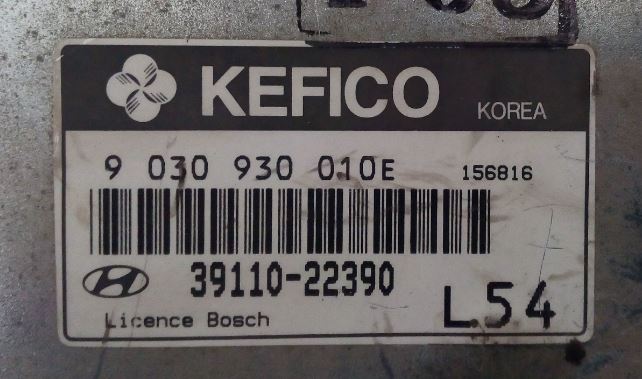 KEFICO KOREA
9 030 930 010E 156816
39110-22390
Licence Bosch L54